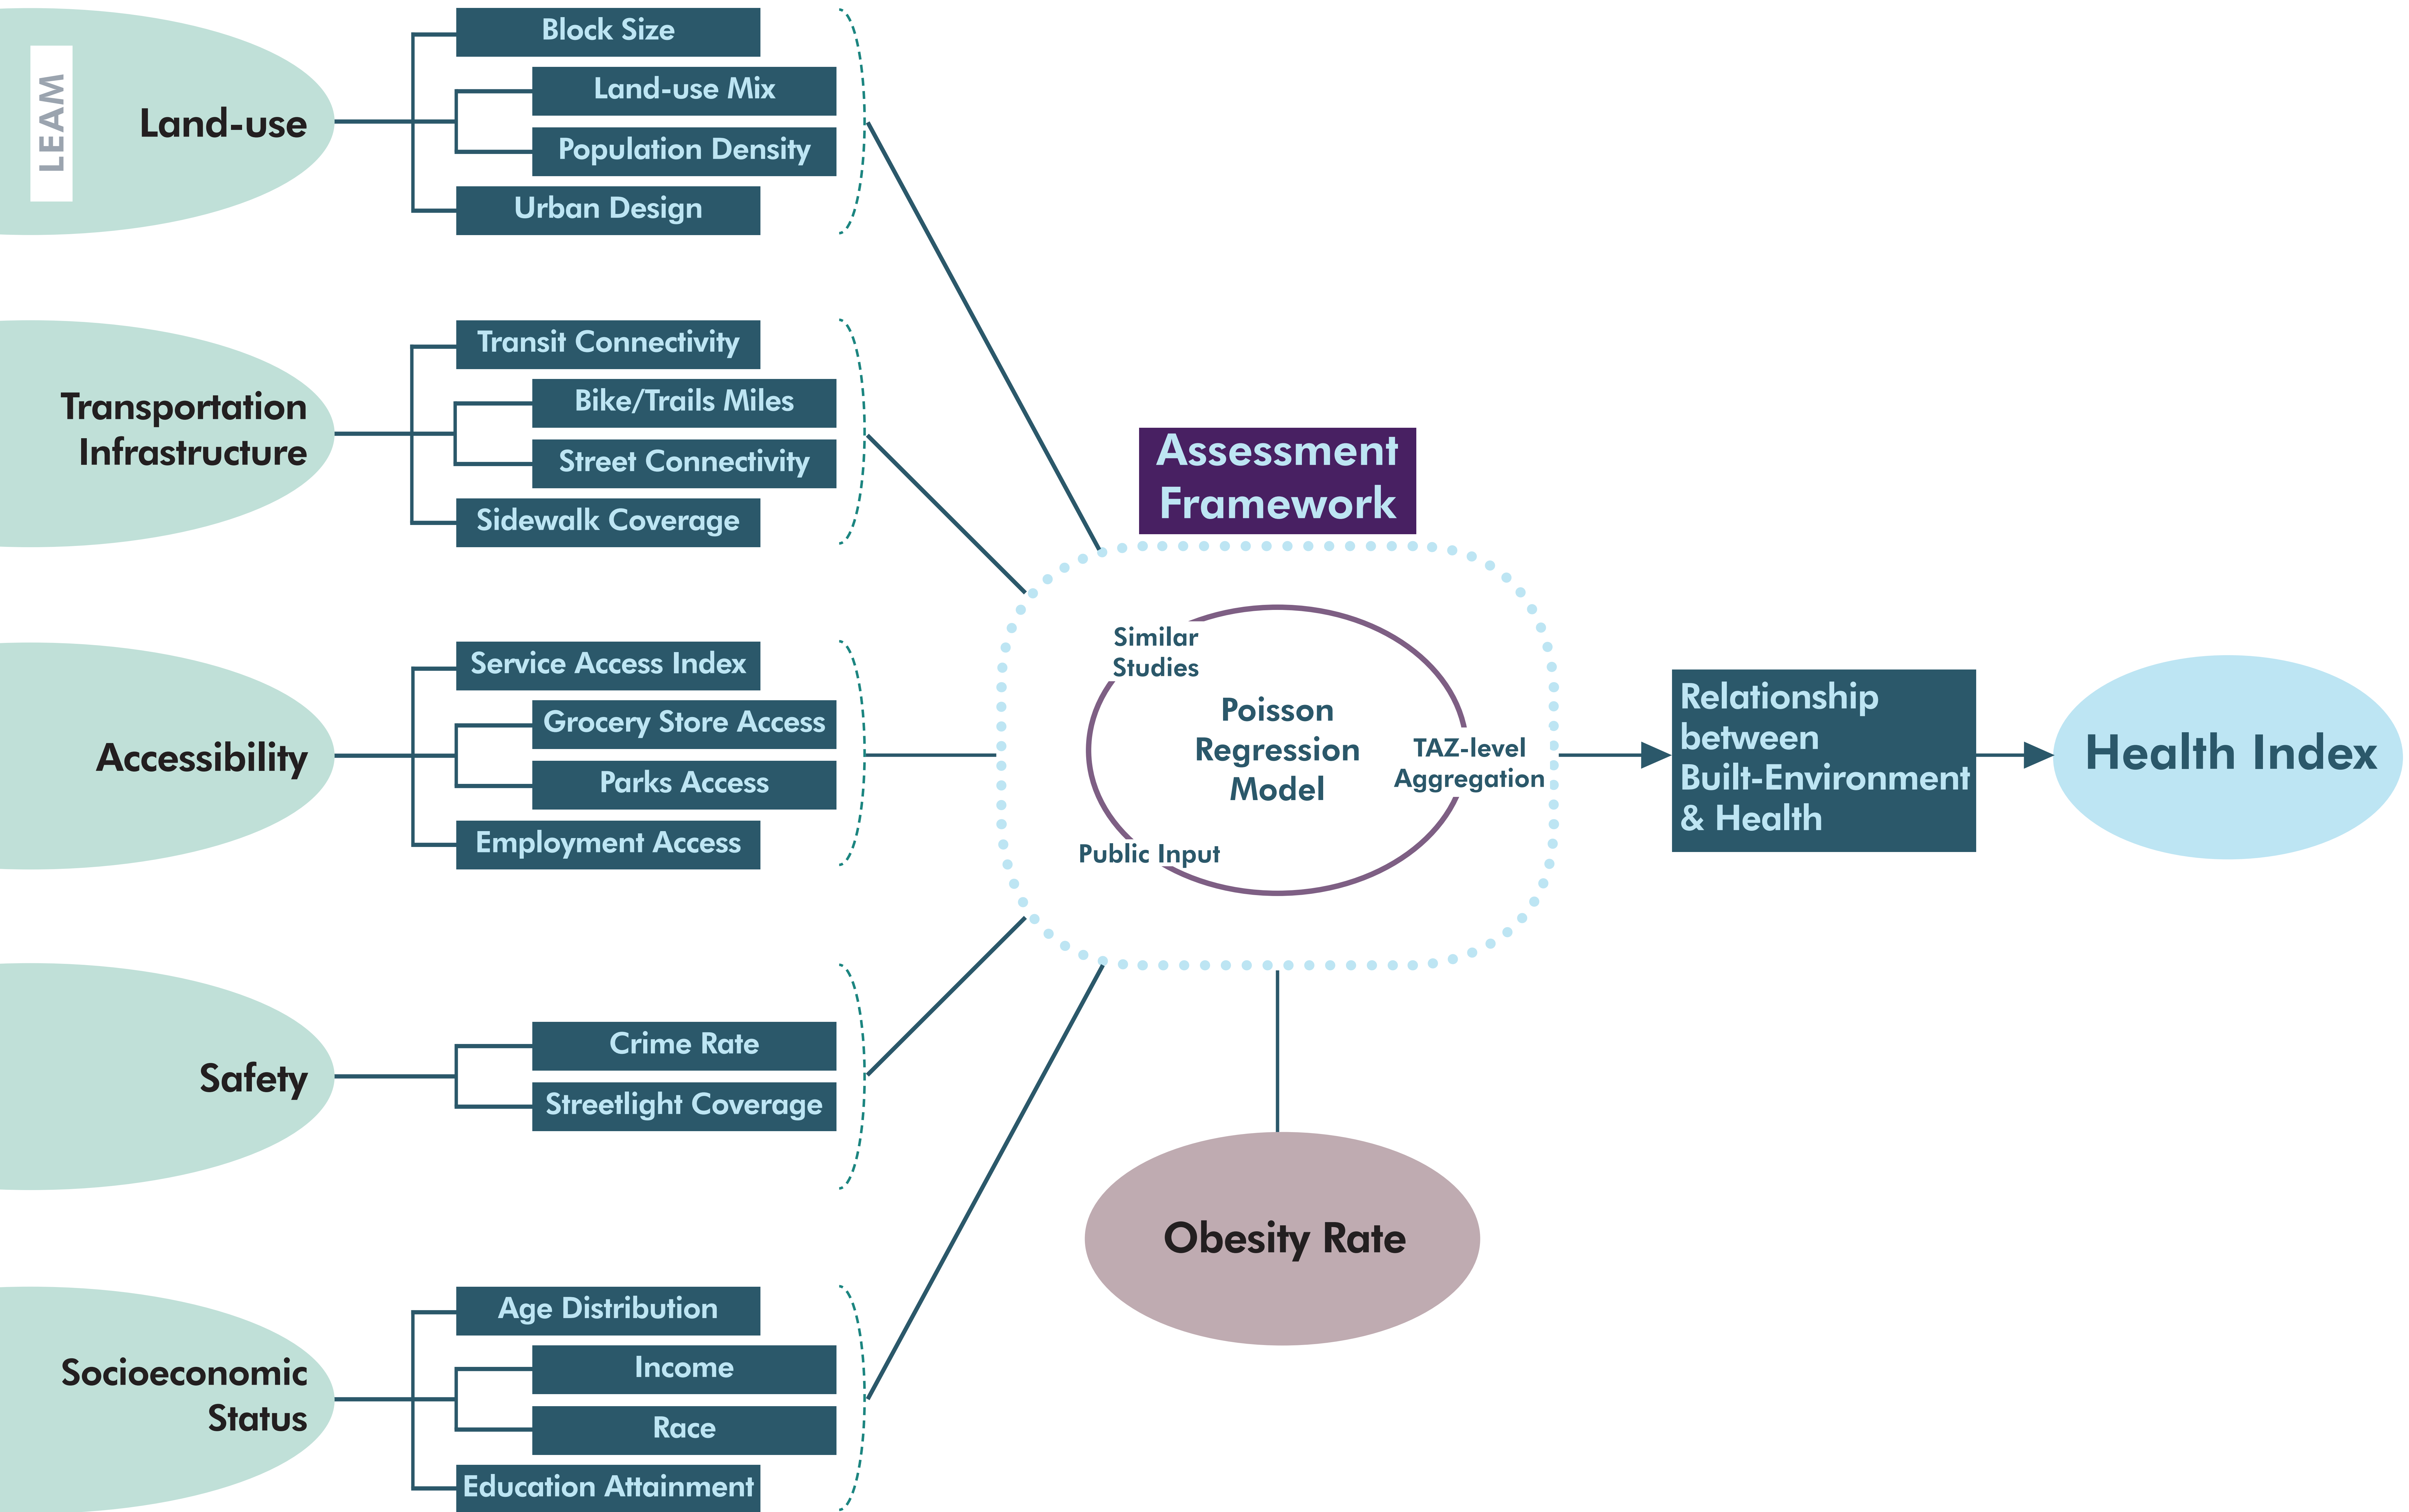 LEAM
Land-use
Block Size
Land-use Mix
Population Density
Urban Design
Transportation
Infrastructure
Transit Connectivity
Bike/Trails Miles
Street Connectivity
Sidewalk Coverage
Accessibility
Service Access Index
Grocery Store Access
Parks Access
Employment Access
Safety
Crime Rate
Streetlight Coverage
Socioeconomic
Status
Age Distribution
Income
Race
Education Attainment
Assessment
Framework
Similar
Studies
Poisson
Regression
Model
TAZ-level
Aggregation
Public Input
Obesity Rate
Relationship
between
Built-Environment
& Health
Health Index